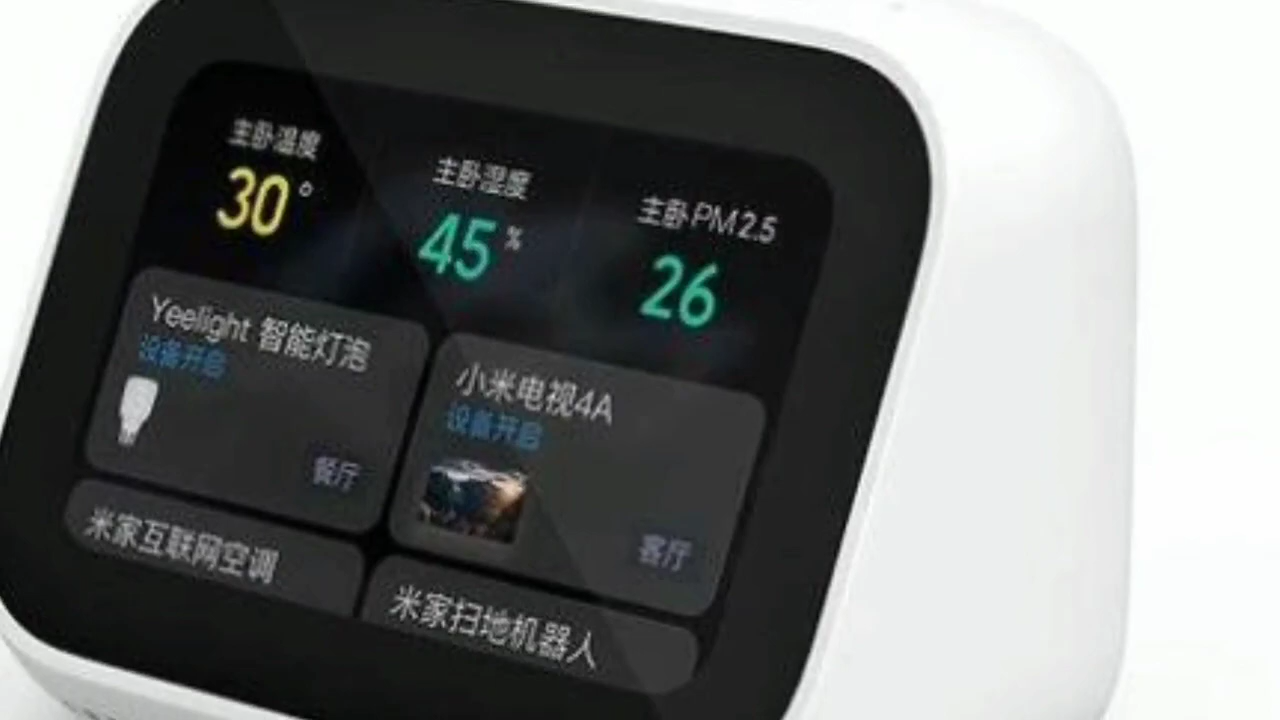 主卧温度
30°
主卧湿度
45%
主卧PM2.5
26
Yeelight 智能灯泡
设备开启
餐厅
小米电视4A
设备开启
客厅
米家互联网空调
米家扫地机器人